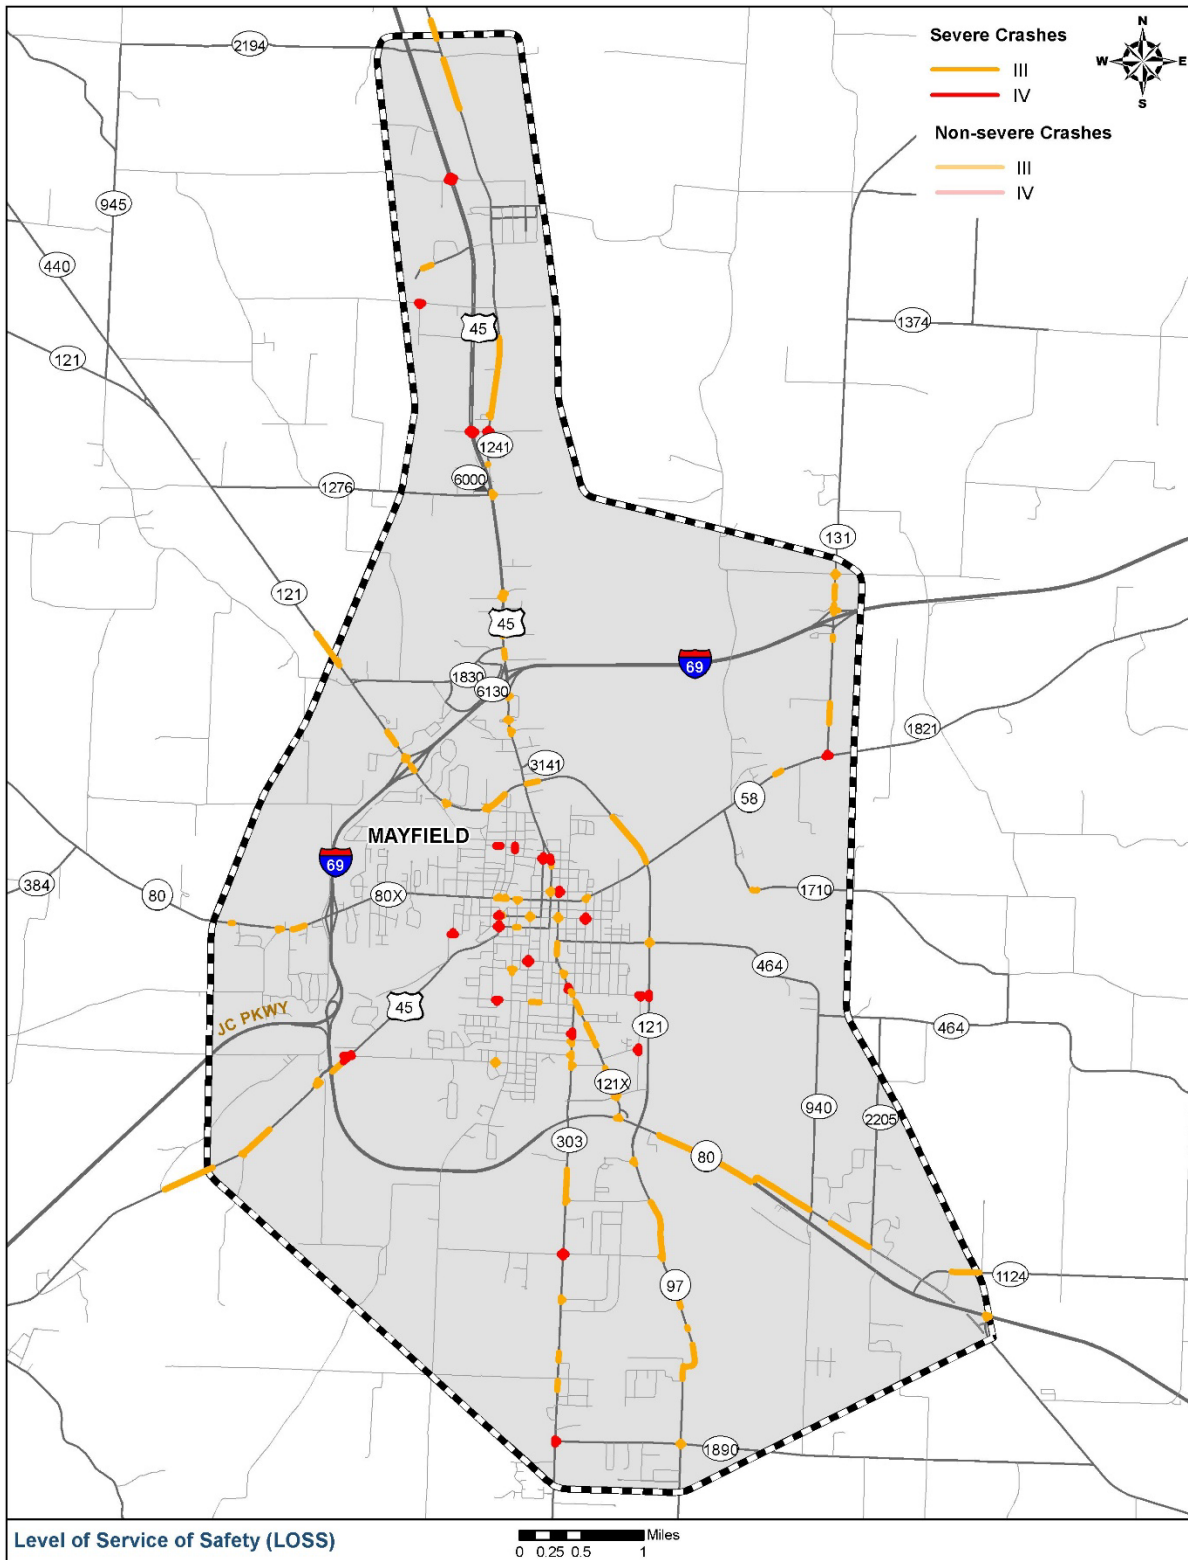 Severe Crashes
III
IV
Non-severe Crashes
III
IV
N
W
E
S
2194
945
440
121
45
1374
1241
6000
1276
131
121
45
69
1830
6130
1821
3141
58
MAYFIELD
69
384
80
80X
1710
464
45
JC PKWY
121
464
121X
940
2205
303
80
97
1124
1890
Level of Service of Safety (LOSS)
Miles
0 0.25 0.5 1